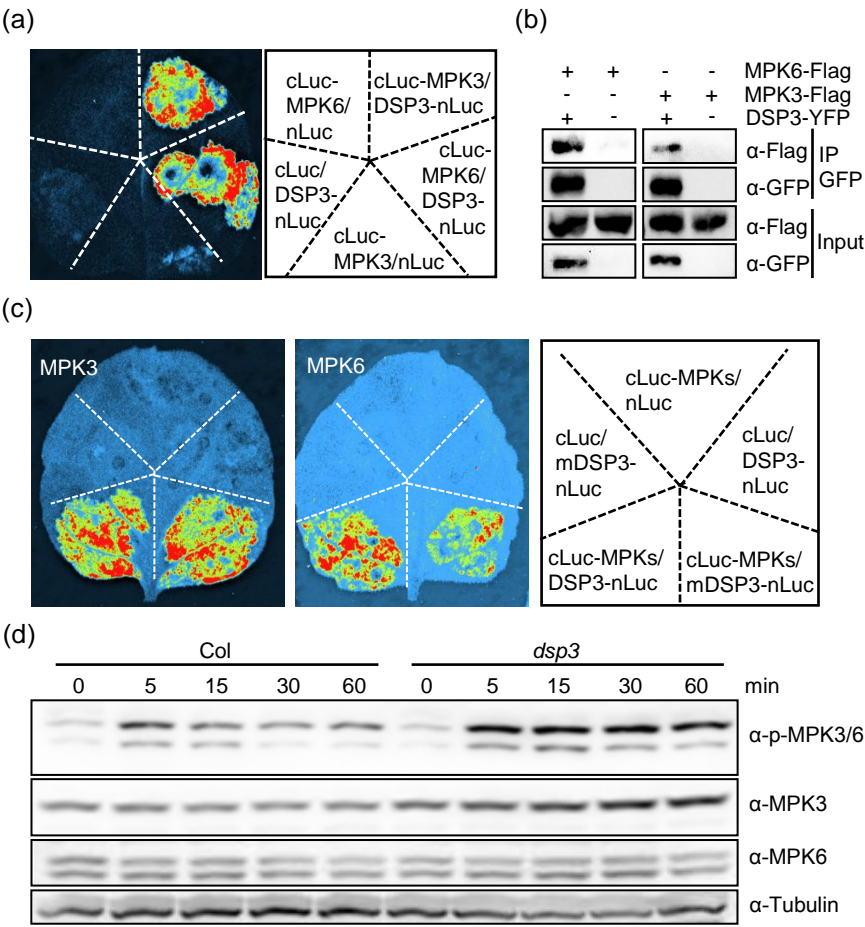 (a)
cLuc-
MPK6/
nLuc
cLuc-MPK3/
DSP3-nLuc
cLuc/
DSP3-
nLuc
cLuc-
MPK6/
DSP3-
nLuc
cLuc-
MPK3/nLuc
(b)
+ + - - MPK6-Flag
- - + + MPK3-Flag
+ - + - DSP3-YFP
α-Flag
α-GFP
IP
GFP
α-Flag
α-GFP
Input
(c)
MPK3
MPK6
cLuc-MPKs/
nLuc
cLuc/
mDSP3-
nLuc
cLuc/
DSP3-
nLuc
cLuc-MPKs/
DSP3-nLuc
cLuc-MPKs/
mDSP3-nLuc
(d)
Col dsp3
0 5 15 30 60 0 5 15 30 60 min
α-p-MPK3/6
α-MPK3
α-MPK6
α-Tubulin